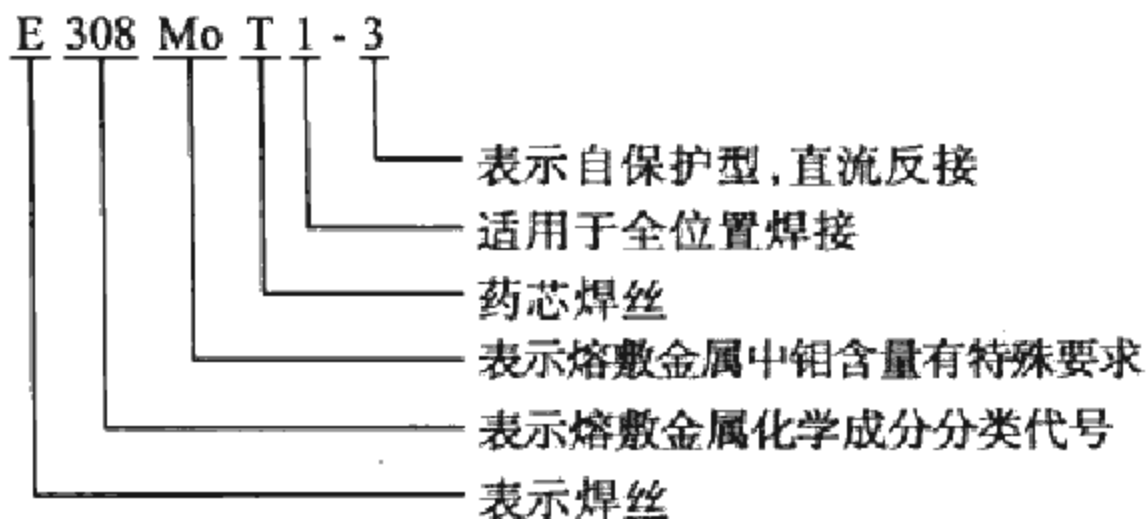 E 308 Mo T 1 - 3
表示自保护型,直流反接
适用于全位置焊接
药芯焊丝
表示熔敷金属中钼含量有特殊要求
表示熔敷金属化学成分分类代号
表示焊丝